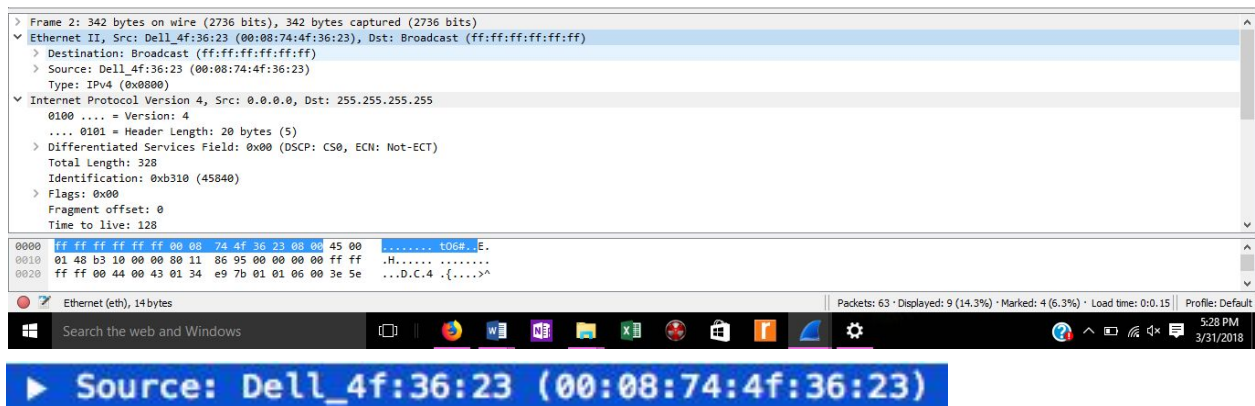 Frame 2: 342 bytes on wire (2736 bits), 342 bytes captured (2736 bits)
Ethernet II, Src: Dell_4f:36:23 (00:08:74:4f:36:23), Dst: Broadcast (ff:ff:ff:ff:ff:ff)
Destination: Broadcast (ff:ff:ff:ff:ff:ff)
Source: Dell_4f:36:23 (00:08:74:4f:36:23)
Type: IPv4 (0x0800)
Internet Protocol Version 4, Src: 0.0.0.0, Dst: 255.255.255.255
0100 .... = Version: 4
.... 0101 = Header Length: 20 bytes (5)
Differentiated Services Field: 0x00 (DSCP: CS0, ECN: Not-ECT)
Total Length: 328
Identification: 0xb310 (45840)
Flags: 0x00
Fragment offset: 0
Time to live: 128
0000 ff ff ff ff ff ff 00 08 74 4f 36 23 08 00 45 00 ........ tO6#..E.
0010 01 48 b3 10 00 00 80 11 86 95 00 00 00 00 ff ff .H...... ........
0020 ff ff 00 44 00 43 01 34 e9 7b 01 01 06 00 3e 5e ...D.C.4 .{....>^
Ethernet (eth), 14 bytes Packets: 63 · Displayed: 9 (14.3%) · Marked: 4 (6.3%) · Load time: 0:0.15 Profile: Default
Search the web and Windows 5:28 PM
3/31/2018
Source: Dell_4f:36:23 (00:08:74:4f:36:23)